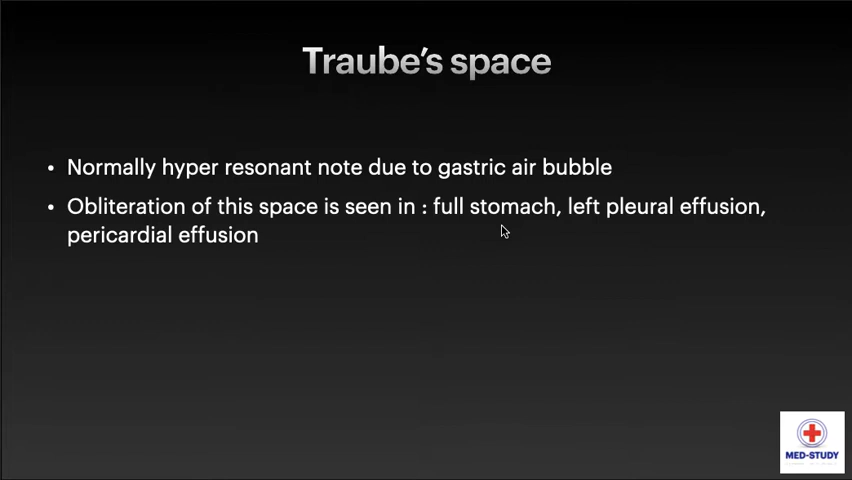 Traube's space
• Normally hyper resonant note due to gastric air bubble
• Obliteration of this space is seen in : full stomach, left pleural effusion,
pericardial effusion
MED-STUDY